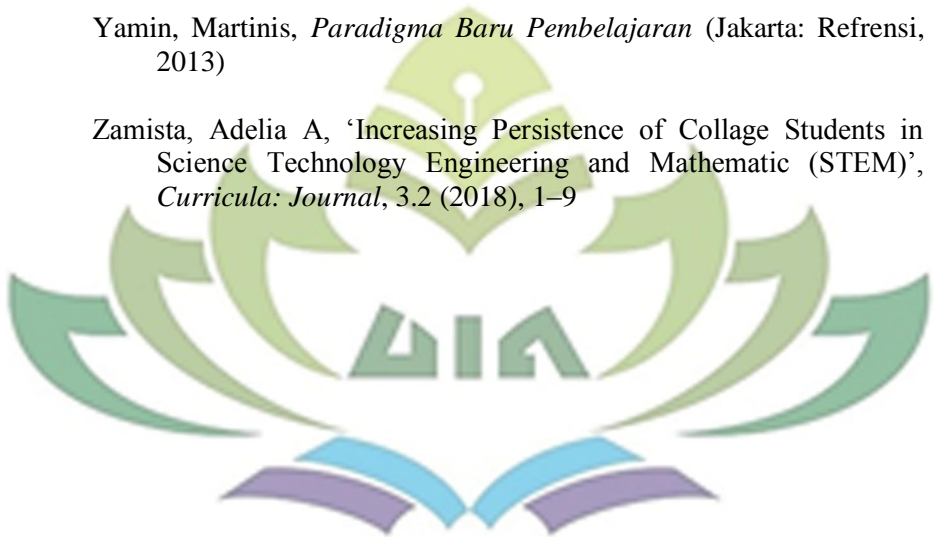 Yamin, Martinis, Paradigma Baru Pembelajaran (Jakarta: Refrensi,
2013)
Zamista, Adelia A, ‘Increasing Persistence of Collage Students in
Science Technology Engineering and Mathematic (STEM)’,
Curricula: Journal, 3.2 (2018), 1–9
UIN